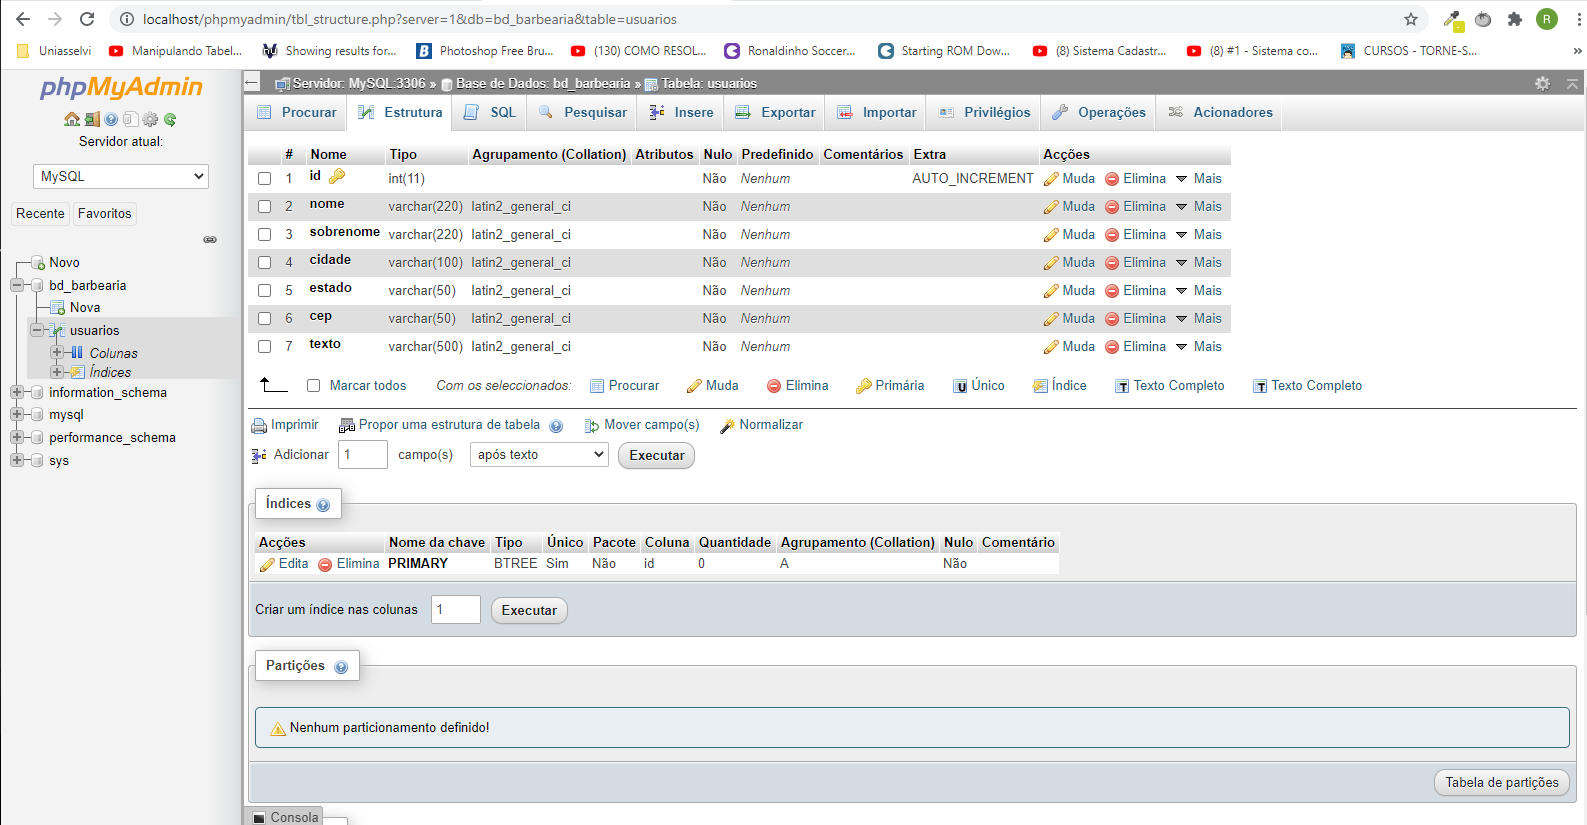 localhost/phpmyadmin/tbl_structure.php?server=1&db=bd_barbearia&table=usuarios
R
Uniasselvi
Manipulando Tabel...
Showing results for...
Photoshop Free Bru...
(130) COMO RESOL...
Ronaldinho Soccer...
Starting ROM Dow...
(8) Sistema Cadastr...
(8) #1 - Sistema co...
CURSOS - TORNE-S...
»
phpMyAdmin
Servidor atual:
MySQL
Recente Favoritos
Novo
bd_barbearia
Nova
usuarios
Colunas
Índices
information_schema
mysql
performance_schema
sys
Servidor: MySQL:3306 » Base de Dados: bd_barbearia » Tabela: usuarios
Procurar Estrutura SQL Pesquisar Insere Exportar Importar Privilégios Operações Acionadores
# Nome Tipo Agrupamento (Collation) Atributos Nulo Predefinido Comentários Extra Acções
1 id int(11) Não Nenhum AUTO_INCREMENT Muda Elimina Mais
2 nome varchar(220) latin2_general_ci Não Nenhum Muda Elimina Mais
3 sobrenome varchar(220) latin2_general_ci Não Nenhum Muda Elimina Mais
4 cidade varchar(100) latin2_general_ci Não Nenhum Muda Elimina Mais
5 estado varchar(50) latin2_general_ci Não Nenhum Muda Elimina Mais
6 cep varchar(50) latin2_general_ci Não Nenhum Muda Elimina Mais
7 texto varchar(500) latin2_general_ci Não Nenhum Muda Elimina Mais
Marcar todos Com os seleccionados: Procurar Muda Elimina Primária Único Índice Texto Completo Texto Completo
Imprimir Propor uma estrutura de tabela Mover campo(s) Normalizar
Adicionar 1 campo(s) após texto Executar
Índices
Acções Nome da chave Tipo Único Pacote Coluna Quantidade Agrupamento (Collation) Nulo Comentário
Edita Elimina PRIMARY BTREE Sim Não id 0 A Não
Criar um índice nas colunas 1 Executar
Partições
Nenhum particionamento definido!
Tabela de partições
Consola